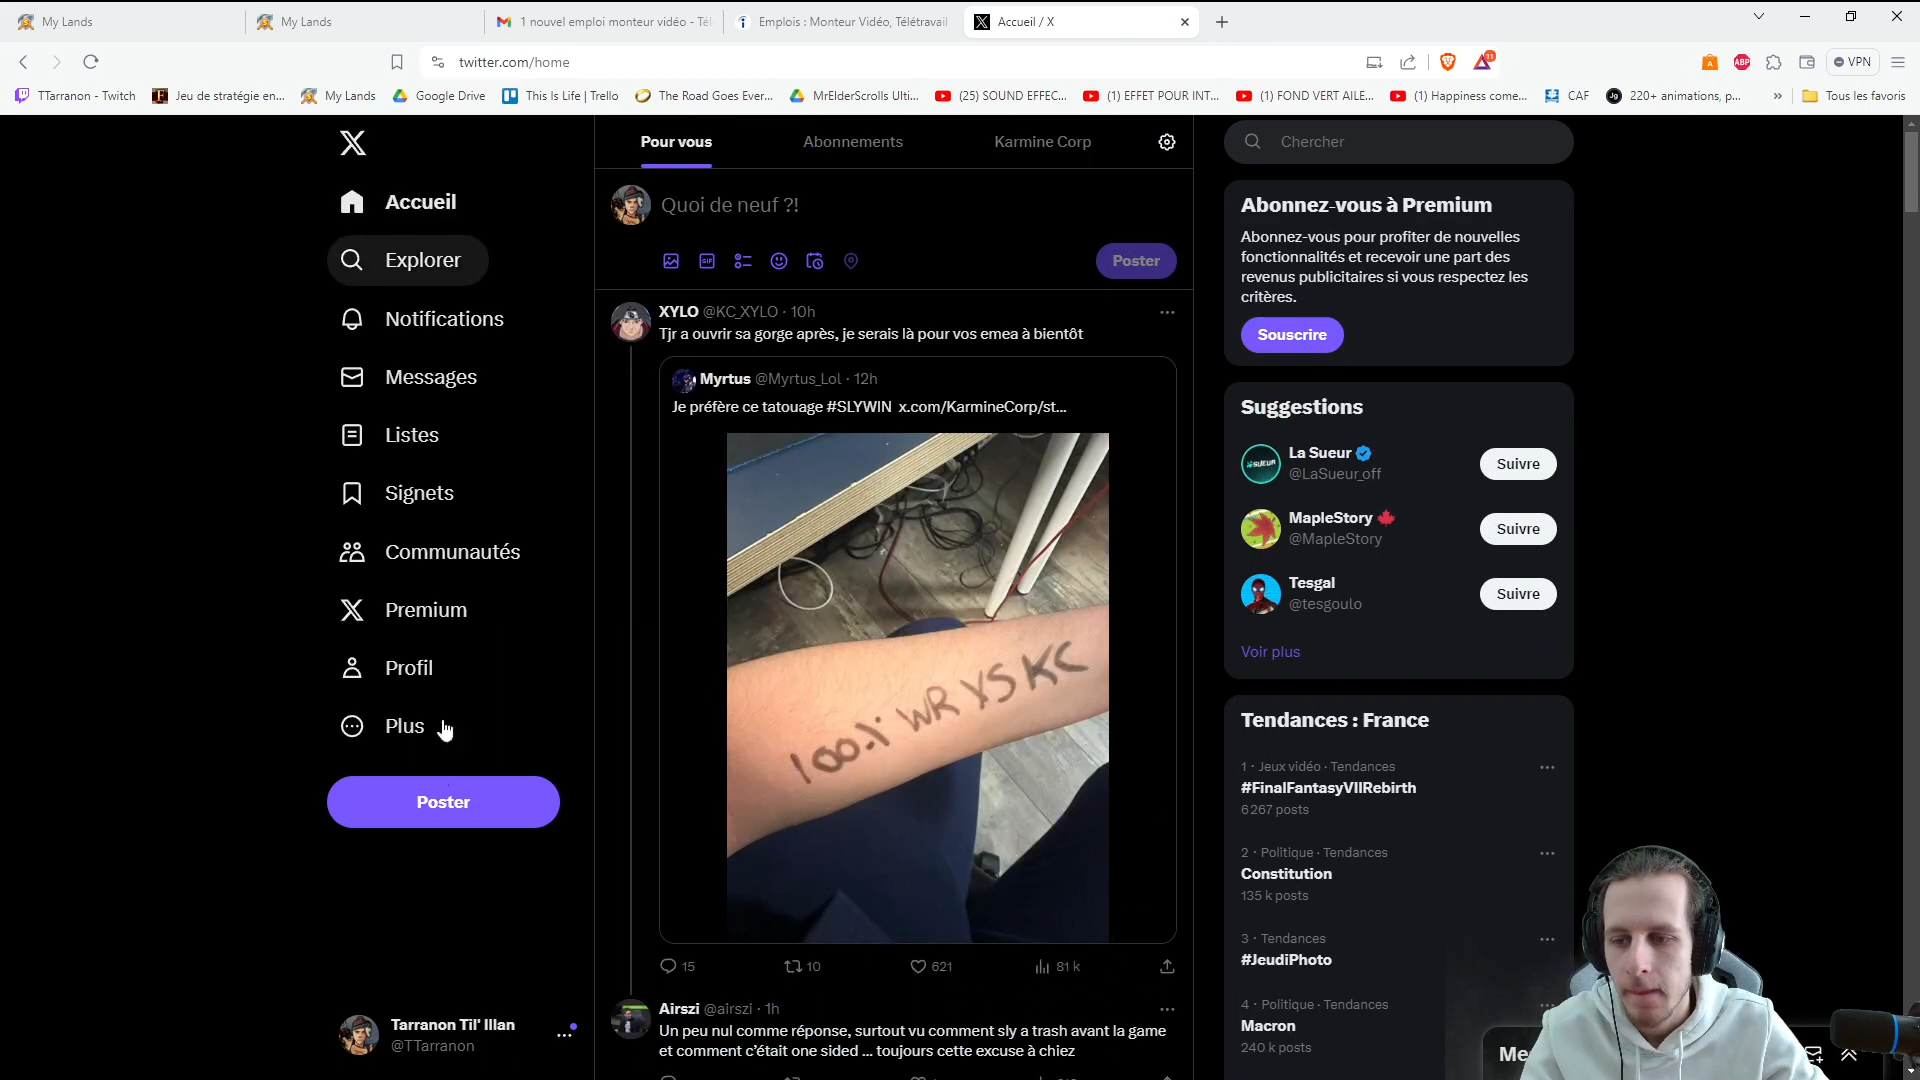 My Lands
My Lands
1 nouvel emploi monteur vidéo - Tél
Emplois : Monteur Vidéo, Télétravail
Accueil / X
twitter.com/home
11
ABP
VPN
TTarranon - Twitch
Jeu de stratégie en...
My Lands
Google Drive
This Is Life | Trello
The Road Goes Ever...
MrElderScrolls Ulti...
(25) SOUND EFFEC...
(1) EFFET POUR INT...
(1) FOND VERT AILE...
(1) Happiness come...
CAF
220+ animations, p...
»
Tous les favoris
Accueil
Explorer
Notifications
Messages
Listes
Signets
Communautés
Premium
Profil
Plus
Poster
Tarranon Til' Illan
@TTarranon
Pour vous
Abonnements
Karmine Corp
Quoi de neuf ?!
GIF
Poster
XYLO @KC_XYLO · 10h
Tjr a ouvrir sa gorge après, je serais là pour vos emea à bientôt
Myrtus @Myrtus_Lol · 12h
Je préfère ce tatouage #SLYWIN x.com/KarmineCorp/st...
100% WR VS KC
15
10
621
81 k
Airszi @airszi · 1h
Un peu nul comme réponse, surtout vu comment sly a trash avant la game
et comment c'était one sided ... toujours cette excuse à chiez
Chercher
Abonnez-vous à Premium
Abonnez-vous pour profiter de nouvelles
fonctionnalités et recevoir une part des
revenus publicitaires si vous respectez les
critères.
Souscrire
Suggestions
La Sueur
@LaSueur_off
Suivre
MapleStory
@MapleStory
Suivre
Tesgal
@tesgoulo
Suivre
Voir plus
Tendances : France
1 · Jeux vidéo · Tendances
#FinalFantasyVIIRebirth
6 267 posts
2 · Politique · Tendances
Constitution
135 k posts
3 · Tendances
#JeudiPhoto
4 · Politique · Tendances
Macron
240 k posts
Me